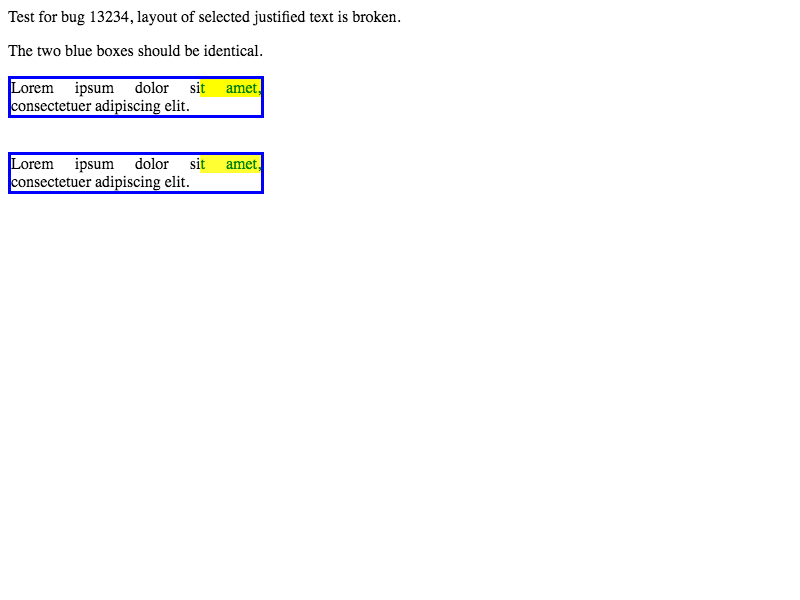 Test for bug 13234, layout of selected justified text is broken.
The two blue boxes should be identical.
Lorem ipsum dolor sit amet,
consectetuer adipiscing elit.
Lorem ipsum dolor sit amet,
consectetuer adipiscing elit.